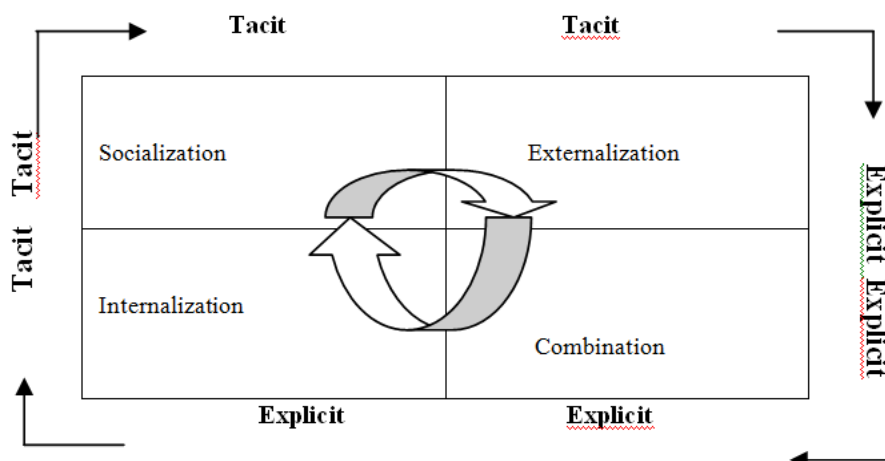 Tacit Tacit
Tacit Tacit
Socialization Externalization
Explicit Explicit
Internalization
Combination
Explicit Explicit